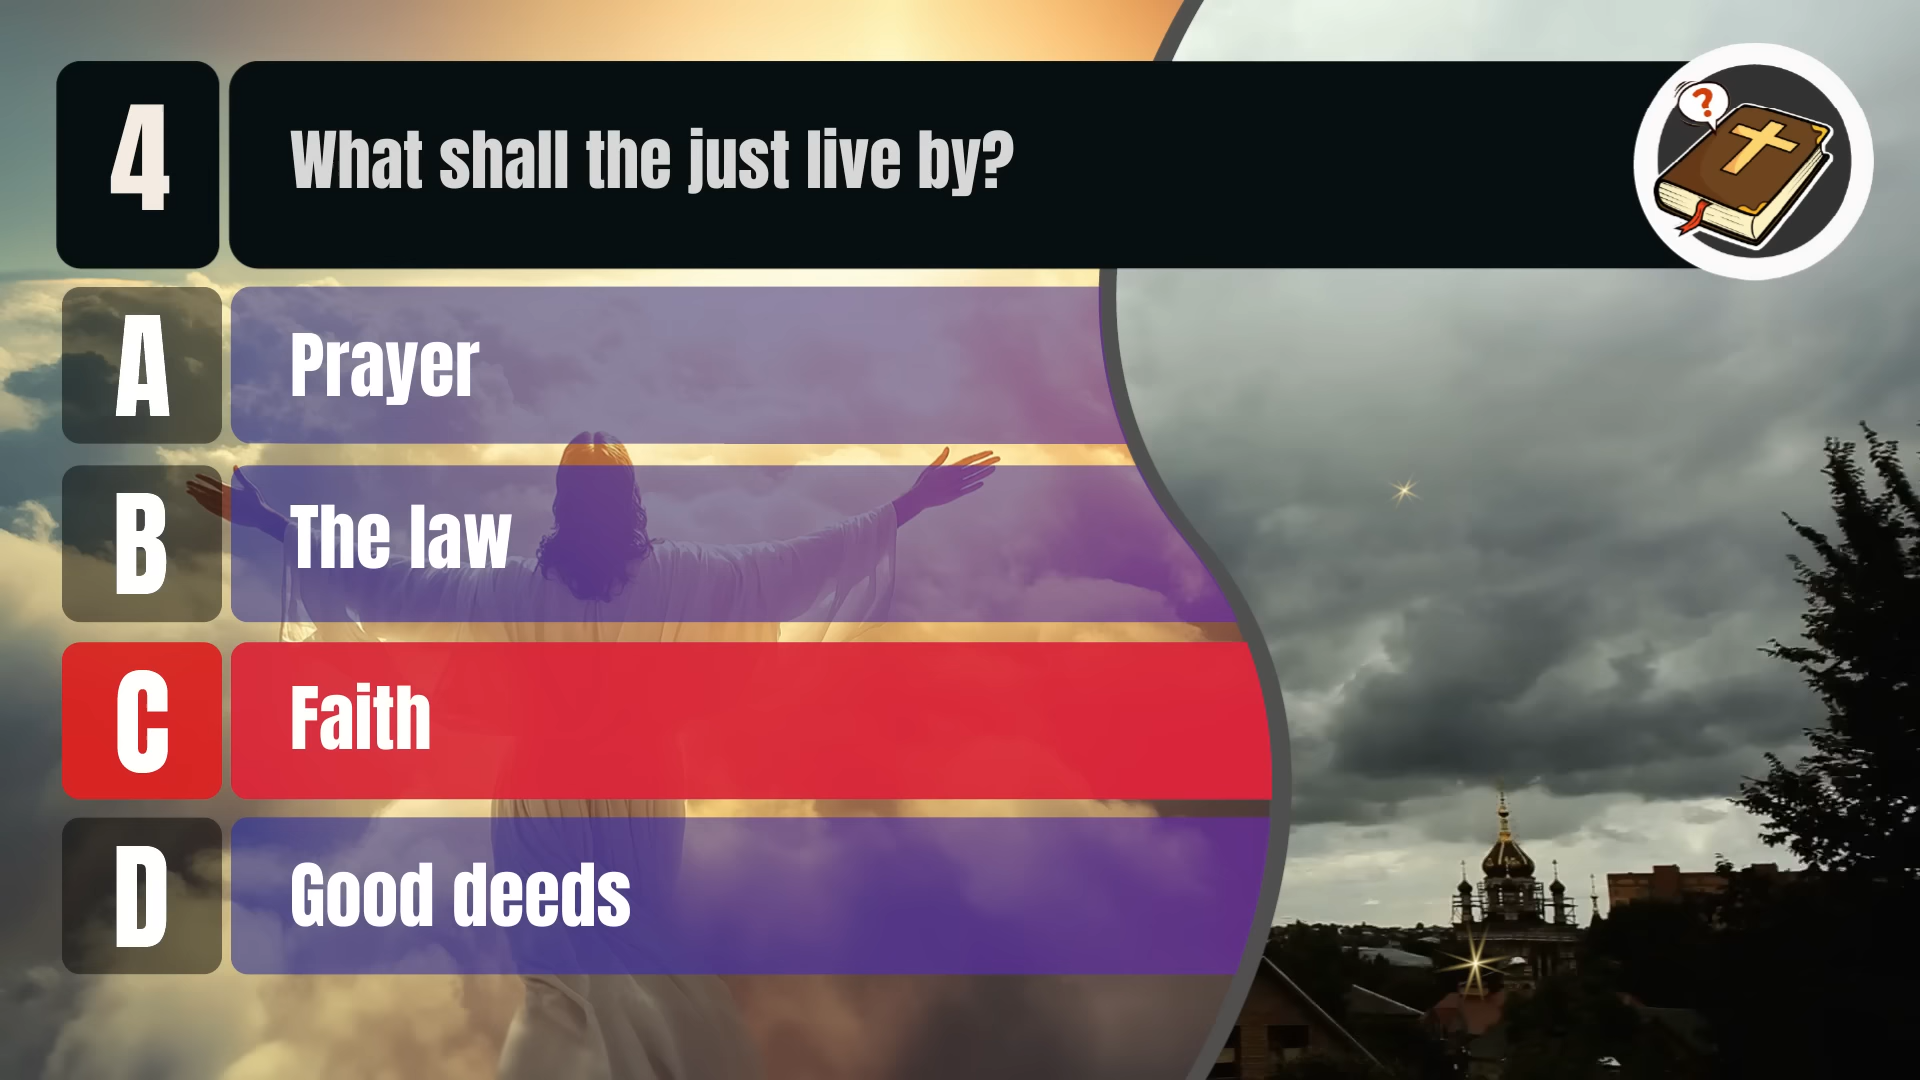 4
What shall the just live by?
?
A
Prayer
B
The law
C
Faith
D
Good deeds